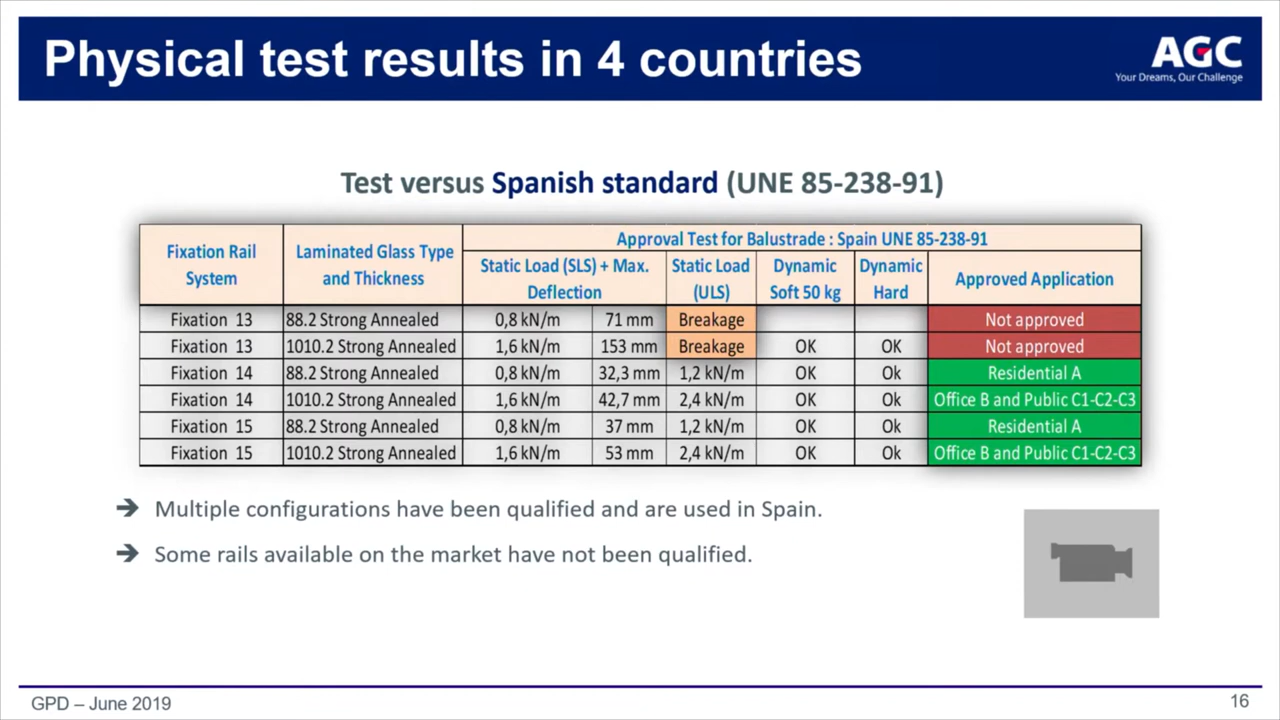 Physical test results in 4 countries
AGC
Your Dreams, Our Challenge
Test versus Spanish standard (UNE 85-238-91)
Fixation Rail System
Laminated Glass Type and Thickness
Approval Test for Balustrade : Spain UNE 85-238-91
Static Load (SLS) + Max. Deflection
Static Load (ULS)
Dynamic Soft 50 kg
Dynamic Hard
Approved Application
Fixation 13 88.2 Strong Annealed 0,8 kN/m 71 mm Breakage Not approved
Fixation 13 1010.2 Strong Annealed 1,6 kN/m 153 mm Breakage OK OK Not approved
Fixation 14 88.2 Strong Annealed 0,8 kN/m 32,3 mm 1,2 kN/m OK Ok Residential A
Fixation 14 1010.2 Strong Annealed 1,6 kN/m 42,7 mm 2,4 kN/m OK Ok Office B and Public C1-C2-C3
Fixation 15 88.2 Strong Annealed 0,8 kN/m 37 mm 1,2 kN/m OK Ok Residential A
Fixation 15 1010.2 Strong Annealed 1,6 kN/m 53 mm 2,4 kN/m OK Ok Office B and Public C1-C2-C3
➔ Multiple configurations have been qualified and are used in Spain.
➔ Some rails available on the market have not been qualified.
GPD – June 2019
16